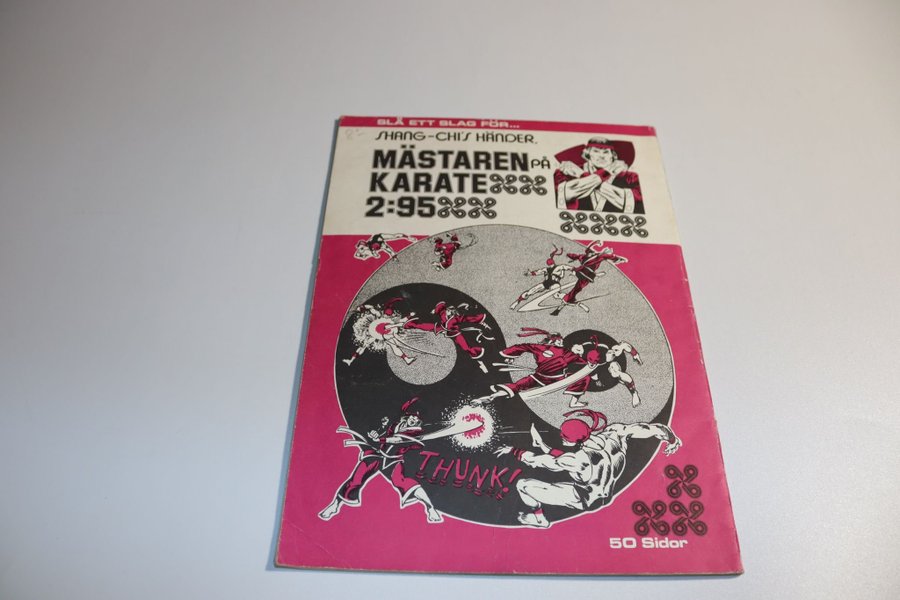 SLÅ ETT SLAG FÖR...
SHANG-CHI'S HÄNDER,
MÄSTAREN PÅ
KARATE
2:95
THUNK!
50 Sidor